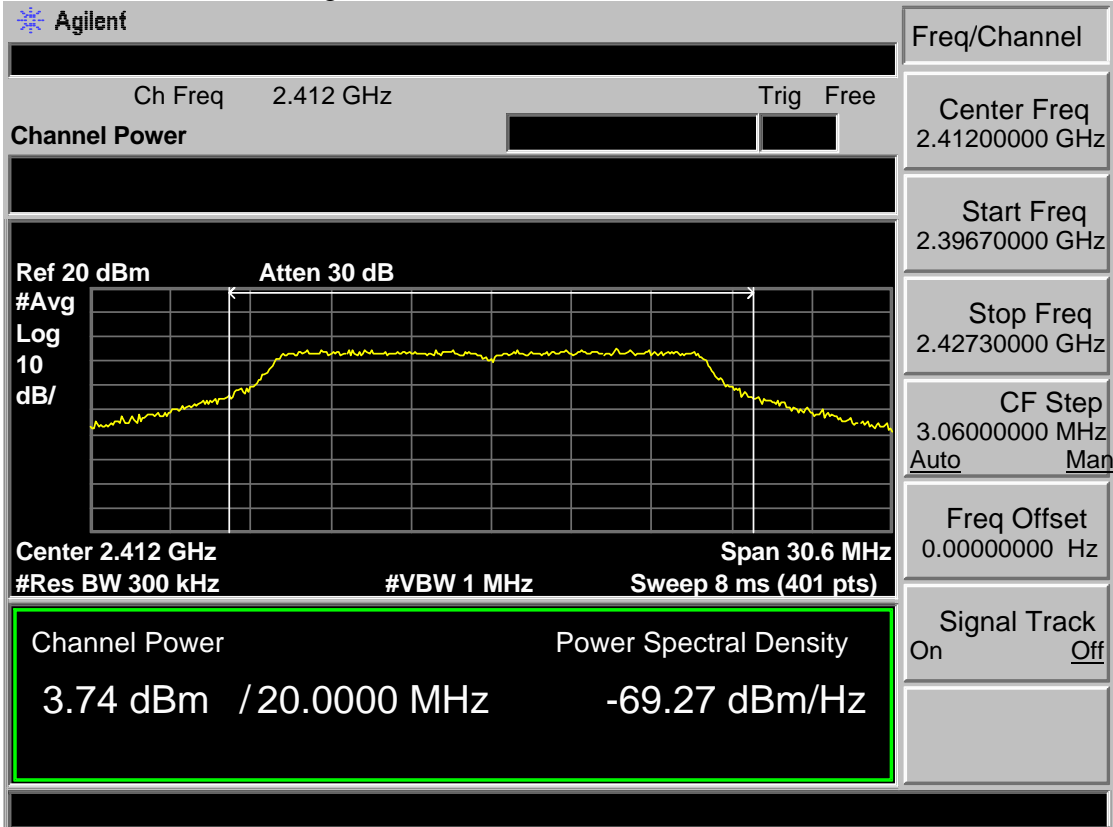 Agilent
Freq/Channel
Ch Freq 2.412 GHz Trig Free
Channel Power
Center Freq
2.41200000 GHz
Start Freq
2.39670000 GHz
Stop Freq
2.42730000 GHz
CF Step
3.06000000 MHz
Auto Man
Freq Offset
0.00000000 Hz
Signal Track
On Off
Ref 20 dBm Atten 30 dB
#Avg
Log
10
dB/
Center 2.412 GHz Span 30.6 MHz
#Res BW 300 kHz #VBW 1 MHz Sweep 8 ms (401 pts)
Channel Power Power Spectral Density
3.74 dBm / 20.0000 MHz -69.27 dBm/Hz